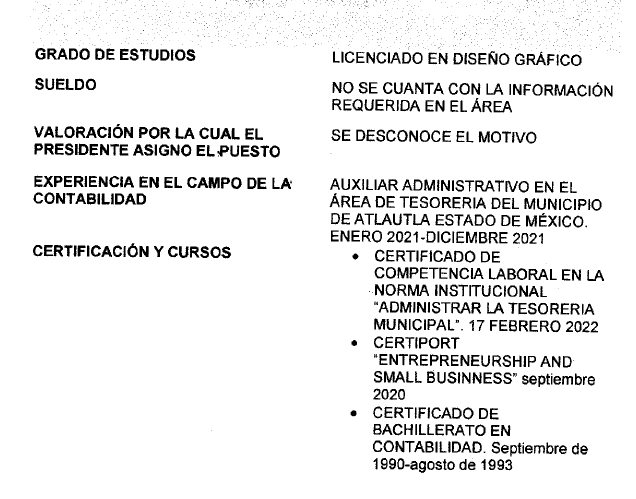 GRADO DE ESTUDIOS
LICENCIADO EN DISEÑO GRÁFICO
SUELDO
NO SE CUANTA CON LA INFORMACIÓN
REQUERIDA EN EL ÁREA
VALORACIÓN POR LA CUAL EL
PRESIDENTE ASIGNO EL PUESTO
SE DESCONOCE EL MOTIVO
EXPERIENCIA EN EL CAMPO DE LA
CONTABILIDAD
AUXILIAR ADMINISTRATIVO EN EL
ÁREA DE TESORERIA DEL MUNICIPIO
DE ATLAUTLA ESTADO DE MÉXICO.
ENERO 2021-DICIEMBRE 2021
CERTIFICACIÓN Y CURSOS
• CERTIFICADO DE
COMPETENCIA LABORAL EN LA
NORMA INSTITUCIONAL
"ADMINISTRAR LA TESORERIA
MUNICIPAL". 17 FEBRERO 2022
• CERTIPORT
"ENTREPRENEURSHIP AND
SMALL BUSINNESS" septiembre
2020
• CERTIFICADO DE
BACHILLERATO EN
CONTABILIDAD. Septiembre de
1990-agosto de 1993